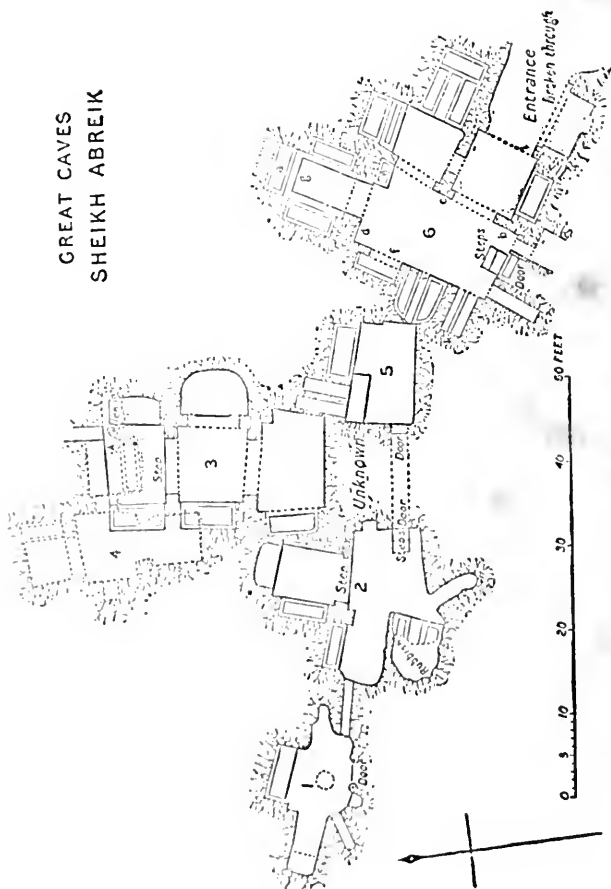 GREAT CAVES
SHEIKH ABREIK
Entrance
broken through
g
a
f
6
e
c
b
Steps
Door
d
5
Unknown
Door
3
Step
4
Step
2
Steps
Door
Rubbish
1
Door
0 5 10 20 30 40 50 FEET